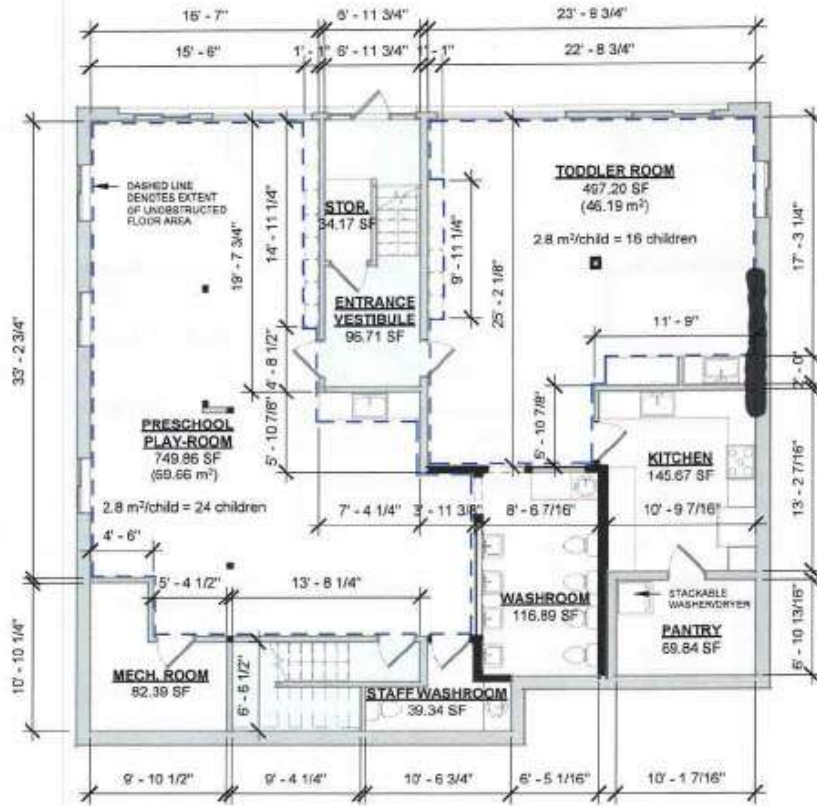 16' - 7"
6' - 11 3/4"
23' - 9 3/4"
15' - 6"
1' - 1"
6' - 11 3/4"
1' - 1"
22' - 8 3/4"
DASHED LINE
DENOTES EXTENT
OF UNOBSTRUCTED
FLOOR AREA
33' - 2 3/4"
19' - 7 3/4"
14' - 11 1/4"
STOR.
34.17 SF
9' - 11 1/4"
25' - 2 1/8"
TODDLER ROOM
497.20 SF
(46.19 m²)
2.8 m²/child = 16 children
17' - 3 1/4"
ENTRANCE
VESTIBULE
96.71 SF
4' - 8 1/2"
11' - 9"
2' - 0"
5' - 10 7/8"
5' - 10 7/8"
PRESCHOOL
PLAY-ROOM
749.86 SF
(69.66 m²)
2.8 m²/child = 24 children
KITCHEN
145.67 SF
13' - 2 7/16"
7' - 4 1/4"
3' - 11 3/8"
8' - 6 7/16"
10' - 9 7/16"
4' - 6"
5' - 4 1/2"
13' - 8 1/4"
WASHROOM
116.89 SF
STACKABLE
WASHER/DRYER
PANTRY
69.84 SF
6' - 10 13/16"
10' - 10 1/4"
MECH. ROOM
82.39 SF
6' - 6 1/2"
STAFF WASHROOM
39.34 SF
9' - 10 1/2"
9' - 4 1/4"
10' - 6 3/4"
6' - 5 1/16"
10' - 1 7/16"